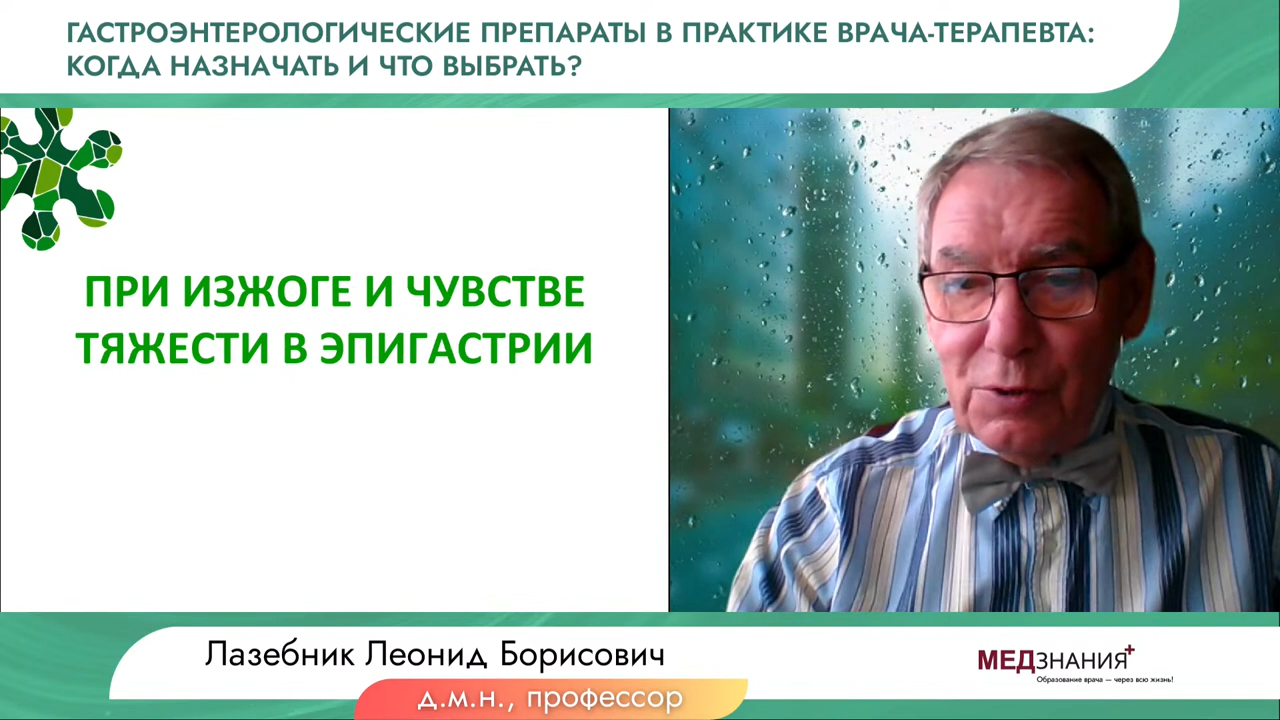 ГАСТРОЭНТЕРОЛОГИЧЕСКИЕ ПРЕПАРАТЫ В ПРАКТИКЕ ВРАЧА-ТЕРАПЕВТА:
КОГДА НАЗНАЧАТЬ И ЧТО ВЫБРАТЬ?
ПРИ ИЗЖОГЕ И ЧУВСТВЕ
ТЯЖЕСТИ В ЭПИГАСТРИИ
Лазебник Леонид Борисович
д.м.н., профессор
МЕДЗНАНИЯ+
Образование врача — через всю жизнь!